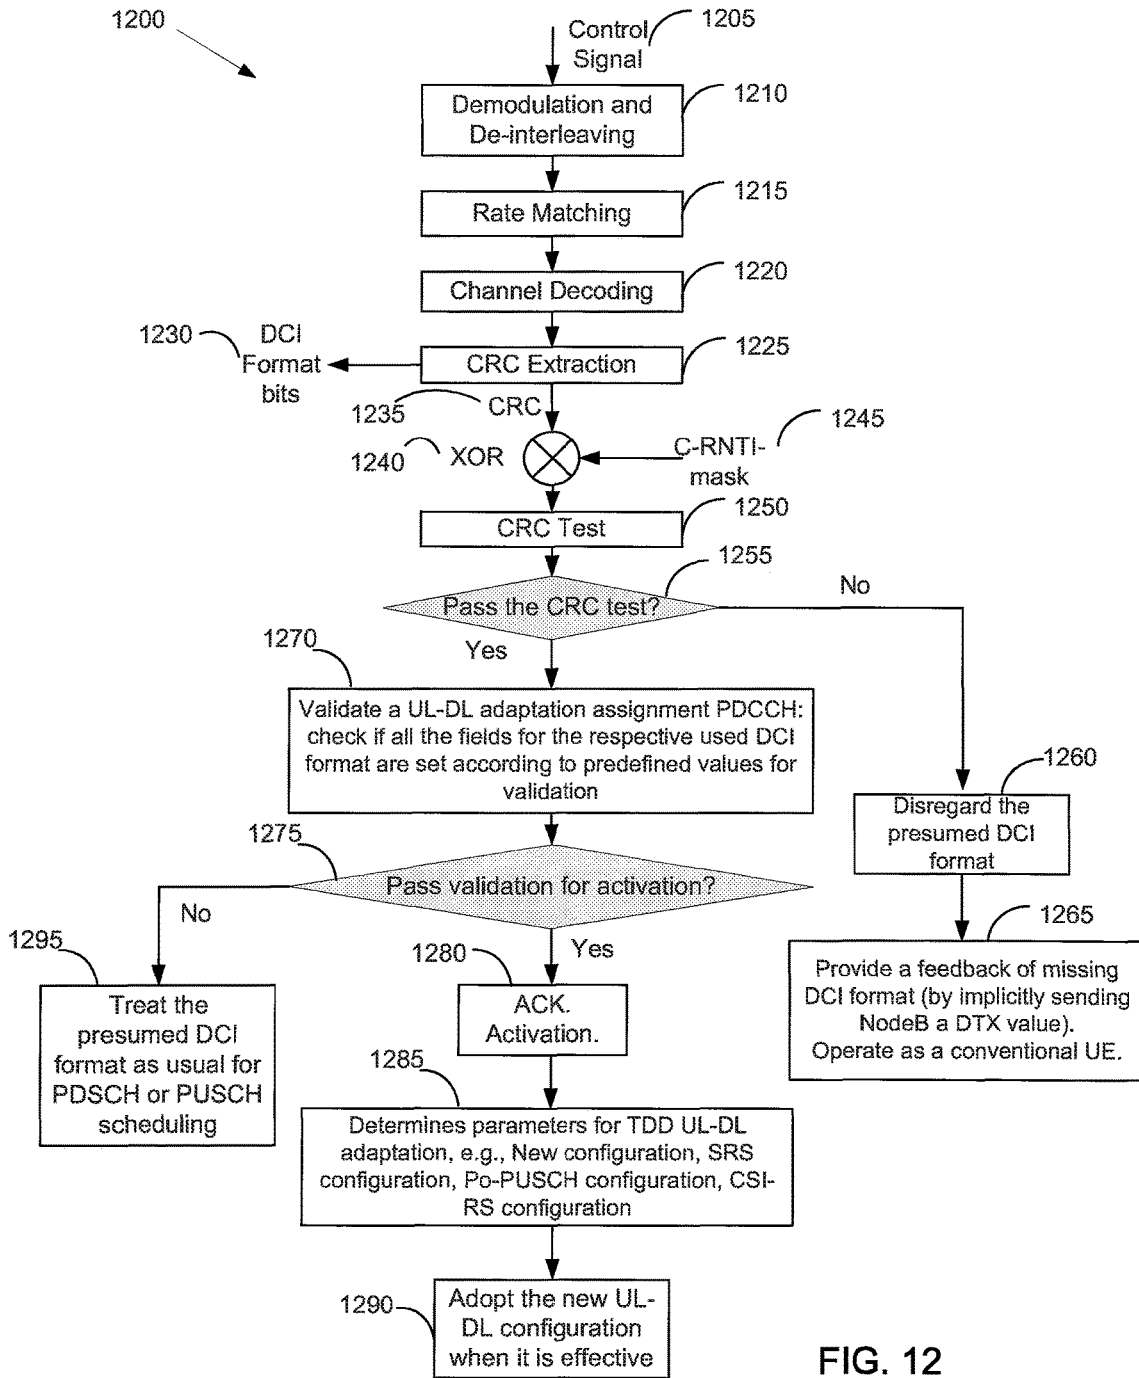 1200
Control
Signal
1205
Demodulation and
De-interleaving
1210
Rate Matching
1215
Channel Decoding
1220
CRC Extraction
1225
1230
DCI
Format
bits
1235
CRC
1240
XOR
C-RNTI-
mask
1245
CRC Test
1250
Pass the CRC test?
1255
No
Yes
1270
Validate a UL-DL adaptation assignment PDCCH:
check if all the fields for the respective used DCI
format are set according to predefined values for
validation
1260
Disregard the
presumed DCI
format
1275
Pass validation for activation?
No
Yes
1265
Provide a feedback of missing
DCI format (by implicitly sending
NodeB a DTX value).
Operate as a conventional UE.
1295
Treat the
presumed DCI
format as usual for
PDSCH or PUSCH
scheduling
1280
ACK.
Activation.
1285
Determines parameters for TDD UL-DL
adaptation, e.g., New configuration, SRS
configuration, Po-PUSCH configuration, CSI-
RS configuration
1290
Adopt the new UL-
DL configuration
when it is effective
FIG. 12